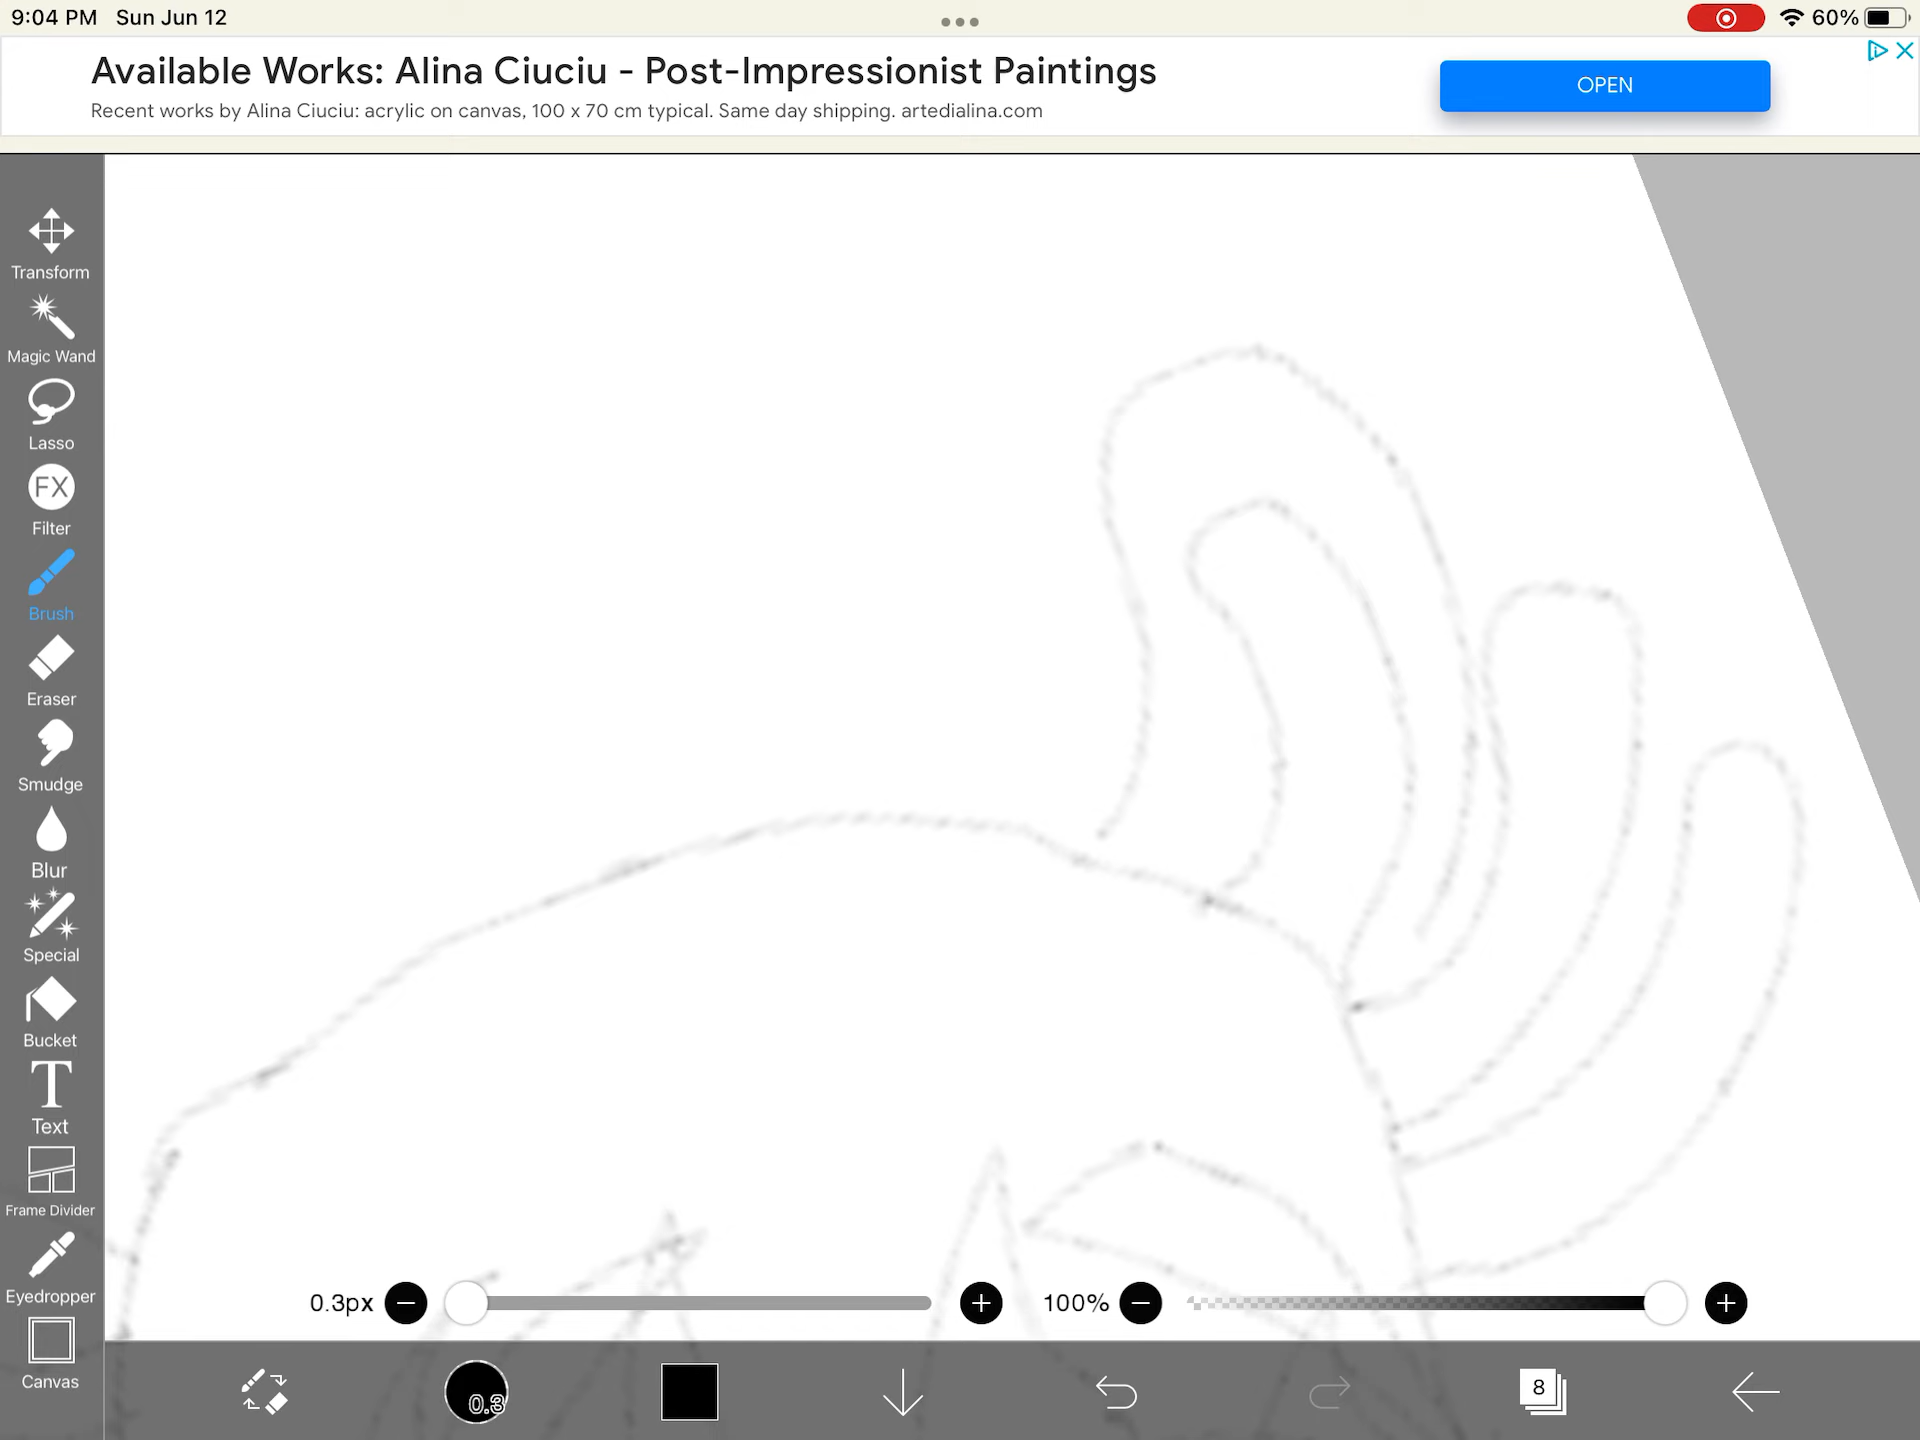 9:04 PM Sun Jun 12
60%
Available Works: Alina Ciuciu - Post-Impressionist Paintings
Recent works by Alina Ciuciu: acrylic on canvas, 100 x 70 cm typical. Same day shipping. artedialina.com
OPEN
Transform
Magic Wand
Lasso
FX
Filter
Brush
Eraser
Smudge
Blur
Special
Bucket
T
Text
Frame Divider
Eyedropper
Canvas
0.3px
100%
0.3
8